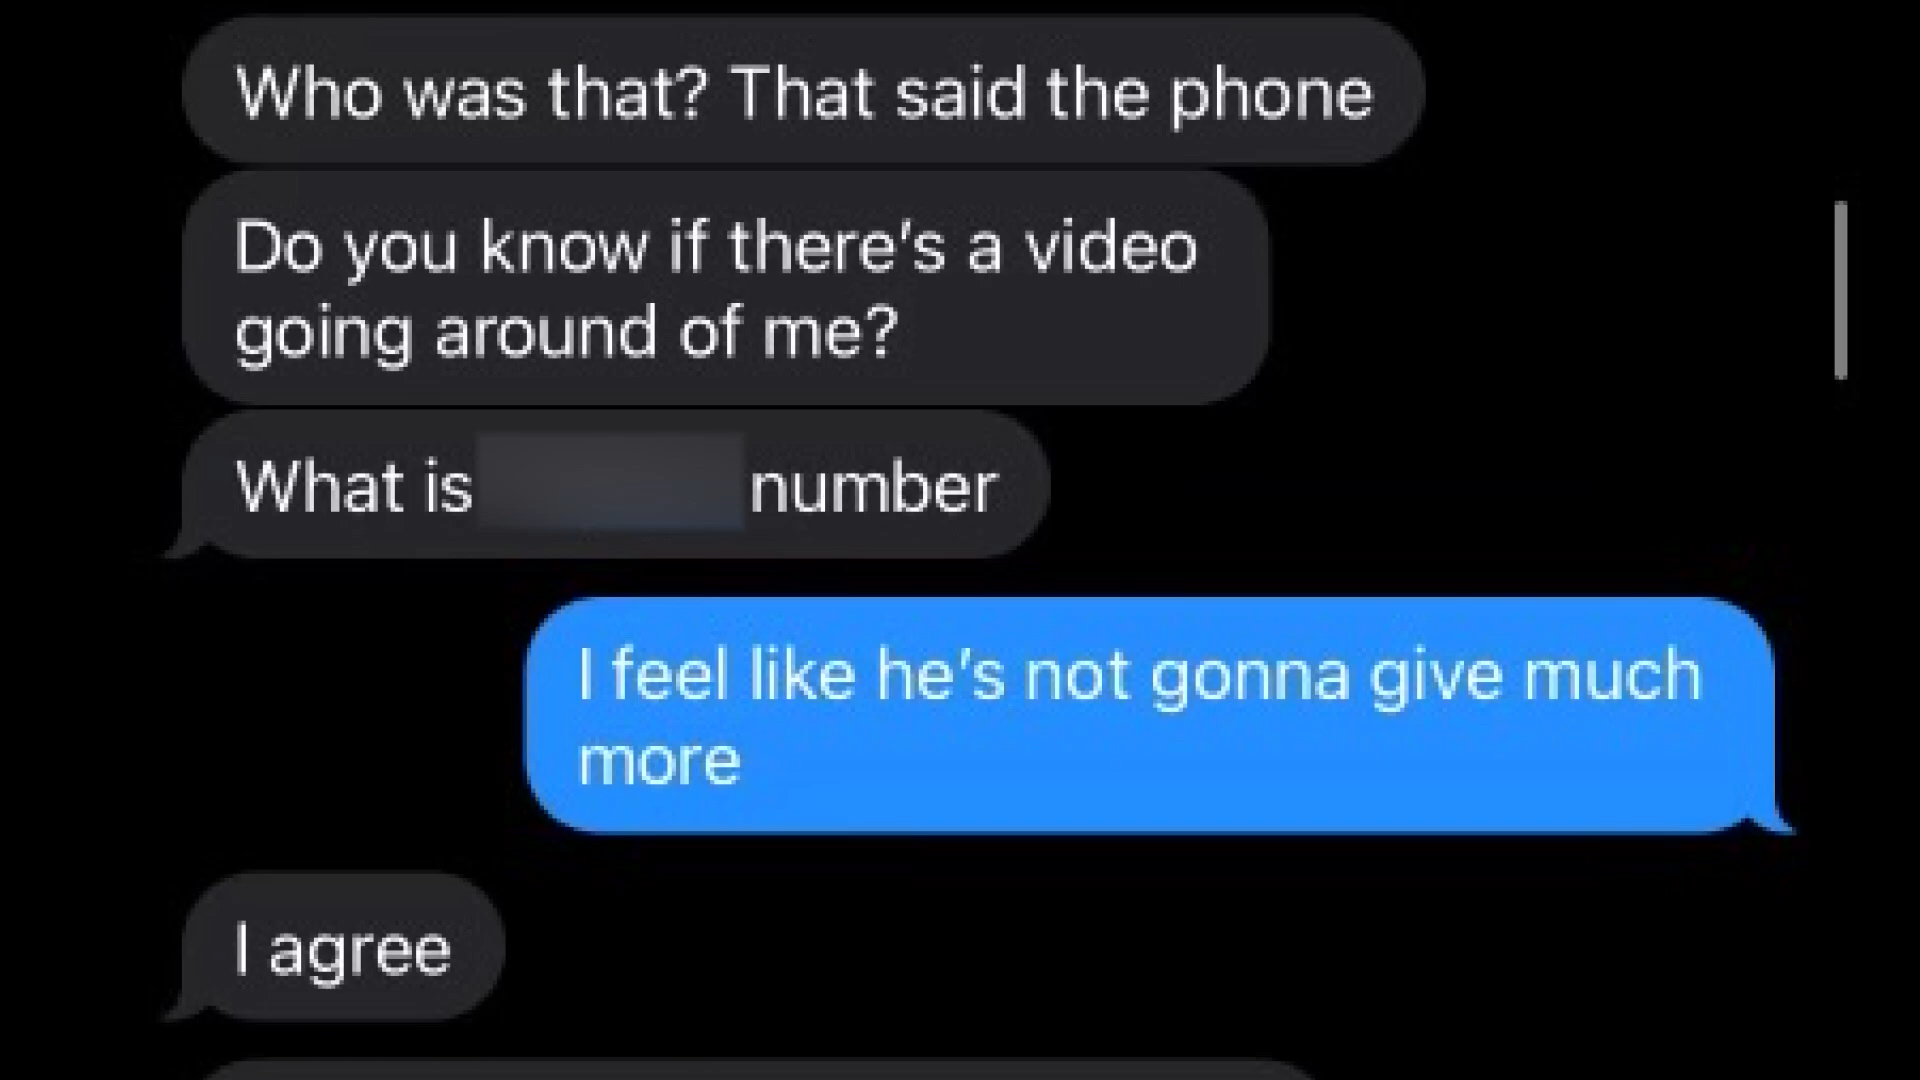 Who was that? That said the phone
Do you know if there's a video
going around of me?
What is number
I feel like he's not gonna give much
more
I agree